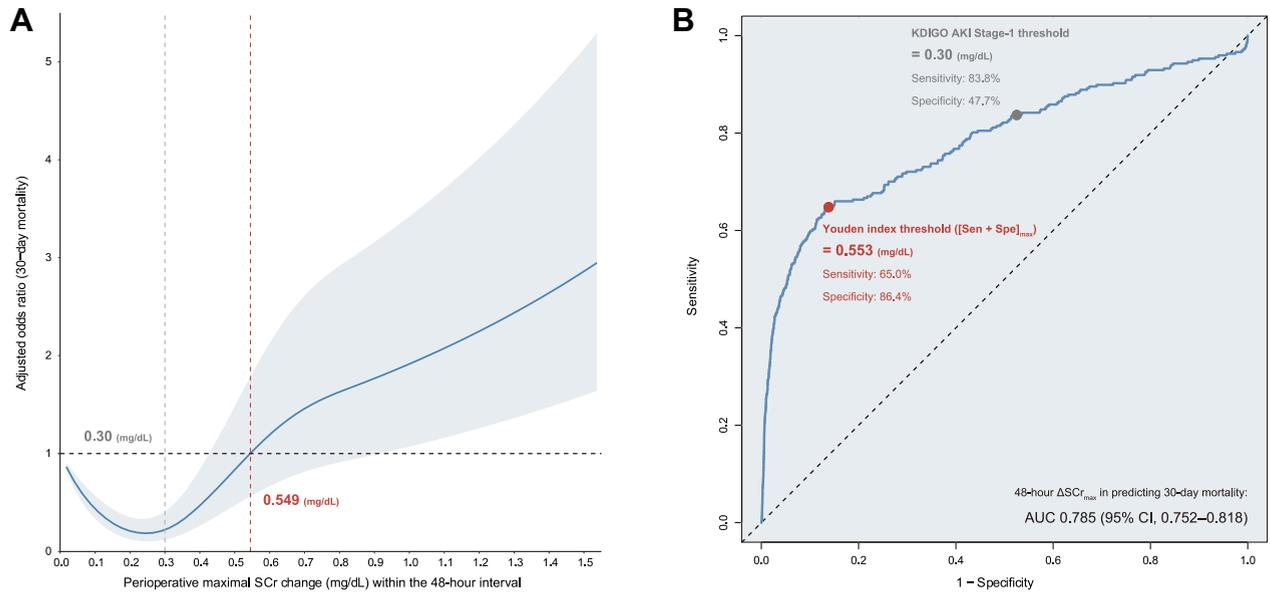 A
Adjusted odds ratio (30−day mortality)
5
4
3
2
1
0
0.30 (mg/dL)
0.549 (mg/dL)
0.0 0.1 0.2 0.3 0.4 0.5 0.6 0.7 0.8 0.9 1.0 1.1 1.2 1.3 1.4 1.5
Perioperative maximal SCr change (mg/dL) within the 48-hour interval
B
Sensitivity
1.0
0.8
0.6
0.4
0.2
0.0
KDIGO AKI Stage-1 threshold
= 0.30 (mg/dL)
Sensitivity: 83.8%
Specificity: 47.7%
Youden index threshold ([Sen + Spe]max)
= 0.553 (mg/dL)
Sensitivity: 65.0%
Specificity: 86.4%
48-hour ΔSCrmax in predicting 30-day mortality:
AUC 0.785 (95% CI, 0.752–0.818)
0.0 0.2 0.4 0.6 0.8 1.0
1 − Specificity